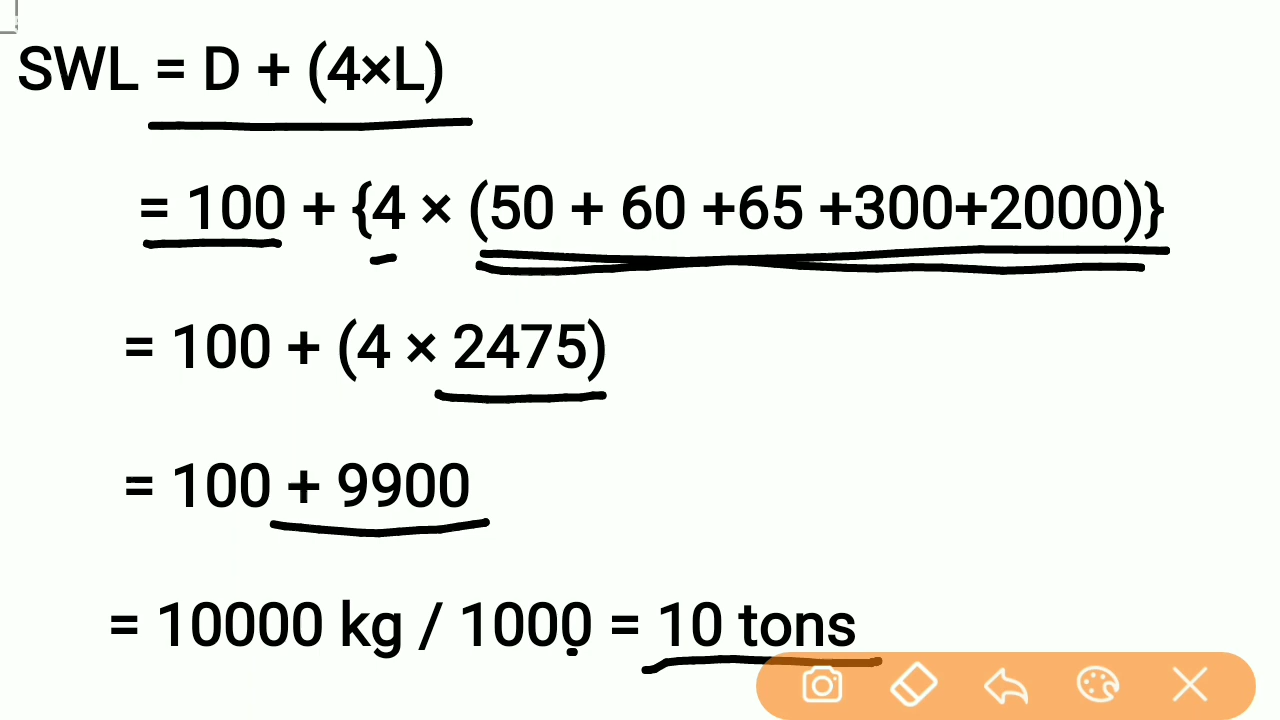 SWL = D + (4×L)
= 100 + {4 × (50 + 60 +65 +300+2000)}
= 100 + (4 × 2475)
= 100 + 9900
= 10000 kg / 1000 = 10 tons